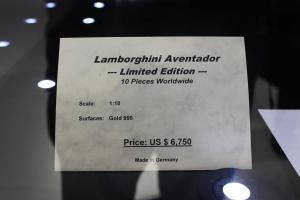 Lamborghini Aventador
--- Limited Edition ---
10 Pieces Worldwide
Scale: 1:18
Surfaces: Gold 995
Price: US $ 6,750
Made in Germany